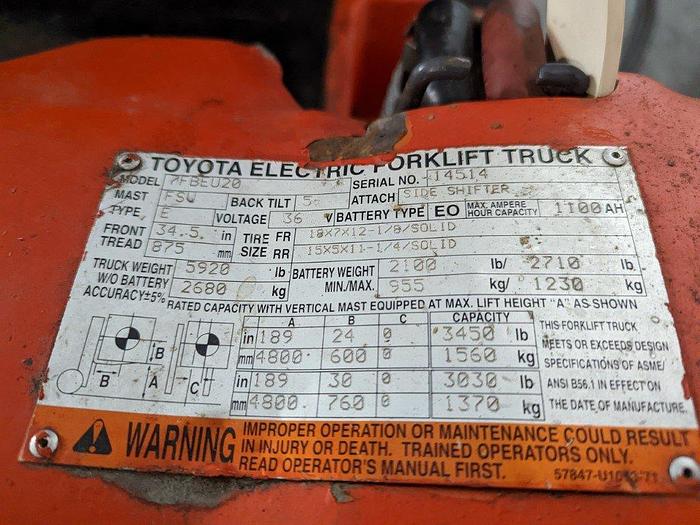 TOYOTA ELECTRIC FORKLIFT TRUCK
MODEL 7FBEU20 SERIAL NO. 14514
MAST FSV BACK TILT 5° ATTACH SIDE SHIFTER
TYPE E VOLTAGE 36 V BATTERY TYPE EO MAX. AMPERE HOUR CAPACITY 1100 AH
FRONT TREAD 34.5 in TIRE SIZE FR 18X7X12-1/8/SOLID
875 mm RR 15X5X11-1/4/SOLID
TRUCK WEIGHT 5920 lb BATTERY WEIGHT 2100 lb/ 2710 lb
W/O BATTERY 2680 kg MIN./MAX. 955 kg/ 1230 kg
ACCURACY±5% RATED CAPACITY WITH VERTICAL MAST EQUIPPED AT MAX. LIFT HEIGHT "A" AS SHOWN
A B C CAPACITY
in 189 24 0 3450 lb
mm 4800 600 0 1560 kg
in 189 30 0 3030 lb
mm 4800 760 0 1370 kg
B B A C
THIS FORKLIFT TRUCK
MEETS OR EXCEEDS DESIGN
SPECIFICATIONS OF ASME/
ANSI B56.1 IN EFFECT ON
THE DATE OF MANUFACTURE.
WARNING
IMPROPER OPERATION OR MAINTENANCE COULD RESULT
IN INJURY OR DEATH. TRAINED OPERATORS ONLY.
READ OPERATOR'S MANUAL FIRST.